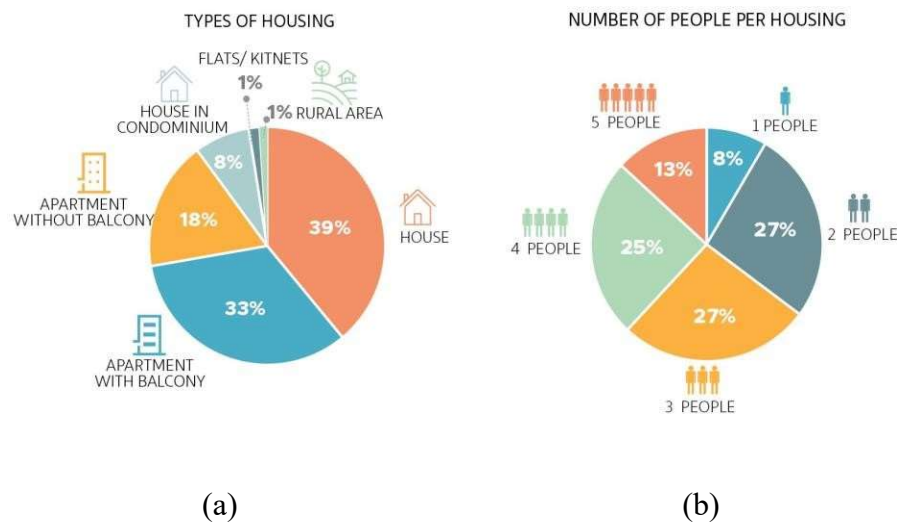 TYPES OF HOUSING
FLATS/ KITNETS
1%
1% RURAL AREA
HOUSE IN
CONDOMINIUM
8%
APARTMENT
WITHOUT BALCONY
18%
39%
HOUSE
33%
APARTMENT
WITH BALCONY
(a)
NUMBER OF PEOPLE PER HOUSING
5 PEOPLE
1 PEOPLE
13%
8%
4 PEOPLE
25%
27%
2 PEOPLE
27%
3 PEOPLE
(b)